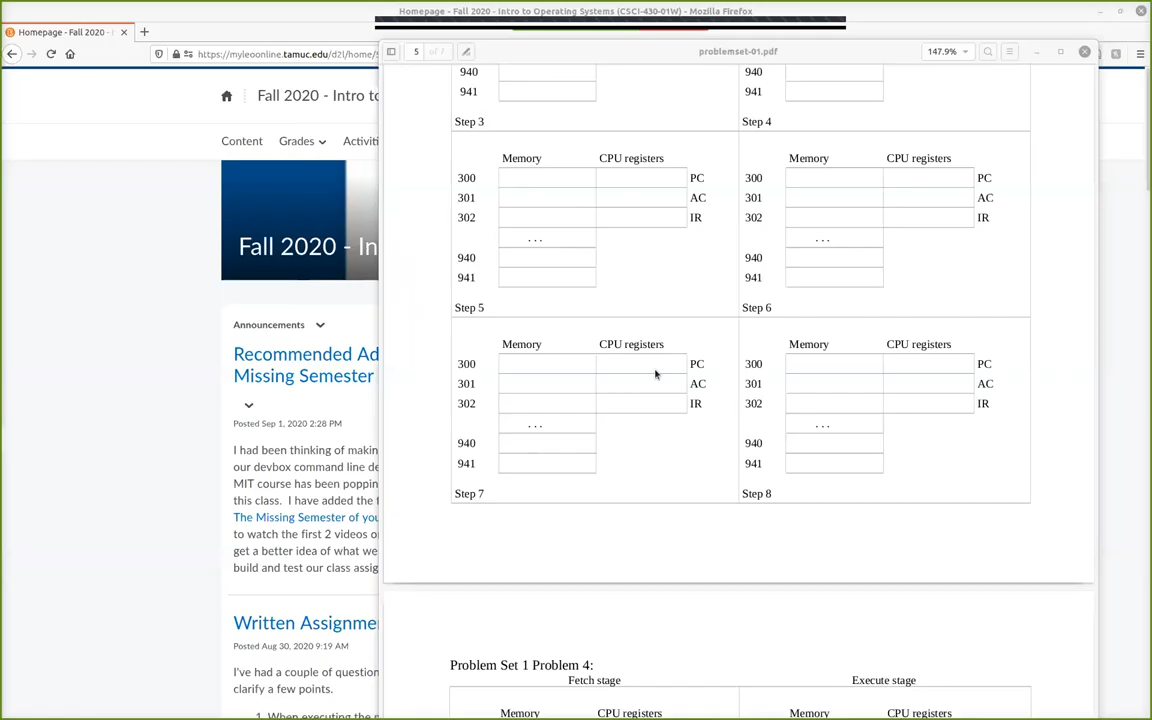 Homepage - Fall 2020 - Intro to Operating Systems (CSCI-430-01W) - Mozilla Firefox
Homepage - Fall 2020 -
https://myleoonline.tamuc.edu/d2l/home/
Fall 2020 - Intro to
Content Grades Activiti
Fall 2020 - In
Announcements
Recommended Ad
Missing Semester
Posted Sep 1, 2020 2:28 PM
I had been thinking of makin
our devbox command line de
MIT course has been poppin
this class. I have added the f
The Missing Semester of you
to watch the first 2 videos o
get a better idea of what we
build and test our class assig
Written Assignme
Posted Aug 30, 2020 9:19 AM
I've had a couple of question
clarify a few points.
1. When executing the
5 of 7 problemset-01.pdf 147.9%
940 940
941 941
Step 3 Step 4
Memory CPU registers Memory CPU registers
300 PC 300 PC
301 AC 301 AC
302 IR 302 IR
... ...
940 940
941 941
Step 5 Step 6
Memory CPU registers Memory CPU registers
300 PC 300 PC
301 AC 301 AC
302 IR 302 IR
... ...
940 940
941 941
Step 7 Step 8
Problem Set 1 Problem 4:
Fetch stage Execute stage
Memory CPU registers Memory CPU registers